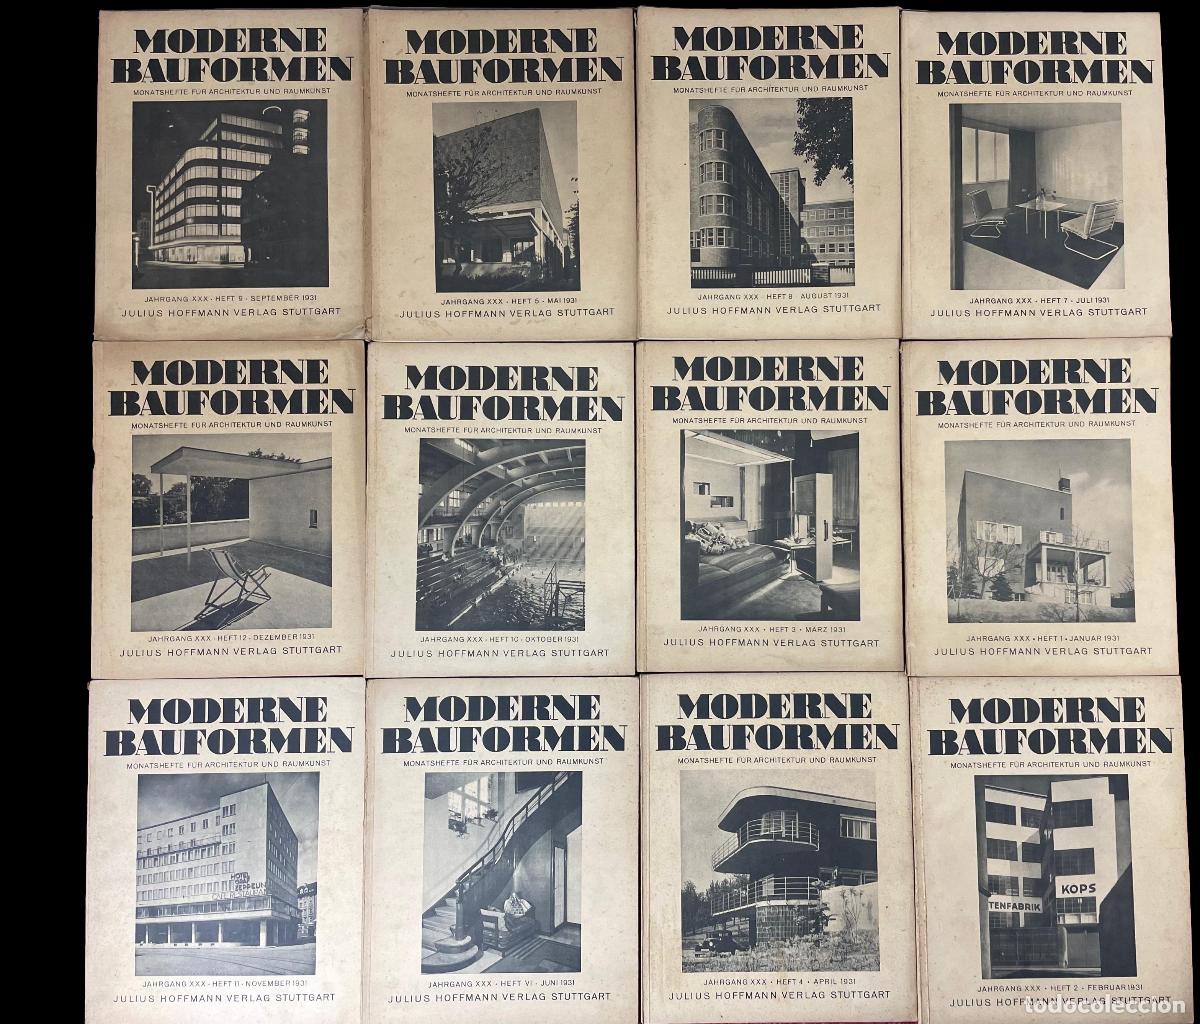 MODERNE
BAUFORMEN
MONATSHEFTE FÜR ARCHITEKTUR UND RAUMKUNST
JAHRGANG XXX · HEFT 9 · SEPTEMBER 1931
JULIUS HOFFMANN VERLAG STUTTGART
MODERNE
BAUFORMEN
MONATSHEFTE FÜR ARCHITEKTUR UND RAUMKUNST
JAHRGANG XXX · HEFT 5 · MAI 1931
JULIUS HOFFMANN VERLAG STUTTGART
MODERNE
BAUFORMEN
MONATSHEFTE FÜR ARCHITEKTUR UND RAUMKUNST
JAHRGANG XXX · HEFT 8 · AUGUST 1931
JULIUS HOFFMANN VERLAG STUTTGART
MODERNE
BAUFORMEN
MONATSHEFTE FÜR ARCHITEKTUR UND RAUMKUNST
JAHRGANG XXX · HEFT 7 · JULI 1931
JULIUS HOFFMANN VERLAG STUTTGART
MODERNE
BAUFORMEN
MONATSHEFTE FÜR ARCHITEKTUR UND RAUMKUNST
JAHRGANG XXX · HEFT 12 · DEZEMBER 1931
JULIUS HOFFMANN VERLAG STUTTGART
MODERNE
BAUFORMEN
MONATSHEFTE FÜR ARCHITEKTUR UND RAUMKUNST
JAHRGANG XXX · HEFT 10 · OKTOBER 1931
JULIUS HOFFMANN VERLAG STUTTGART
MODERNE
BAUFORMEN
MONATSHEFTE FÜR ARCHITEKTUR UND RAUMKUNST
JAHRGANG XXX · HEFT 3 · MÄRZ 1931
JULIUS HOFFMANN VERLAG STUTTGART
MODERNE
BAUFORMEN
MONATSHEFTE FÜR ARCHITEKTUR UND RAUMKUNST
JAHRGANG XXX · HEFT 1 · JANUAR 1931
JULIUS HOFFMANN VERLAG STUTTGART
MODERNE
BAUFORMEN
MONATSHEFTE FÜR ARCHITEKTUR UND RAUMKUNST
HOTEL
GRAF
ZEPPELIN
JAHRGANG XXX · HEFT 11 · NOVEMBER 1931
JULIUS HOFFMANN VERLAG STUTTGART
MODERNE
BAUFORMEN
MONATSHEFTE FÜR ARCHITEKTUR UND RAUMKUNST
JAHRGANG XXX · HEFT VI · JUNI 1931
JULIUS HOFFMANN VERLAG STUTTGART
MODERNE
BAUFORMEN
MONATSHEFTE FÜR ARCHITEKTUR UND RAUMKUNST
JAHRGANG XXX · HEFT 4 · APRIL 1931
JULIUS HOFFMANN VERLAG STUTTGART
MODERNE
BAUFORMEN
MONATSHEFTE FÜR ARCHITEKTUR UND RAUMKUNST
KOPS
TENFABRIK
JAHRGANG XXX · HEFT 2 · FEBRUAR 1931
JULIUS HOFFMANN VERLAG STUTTGART
todocoleccion